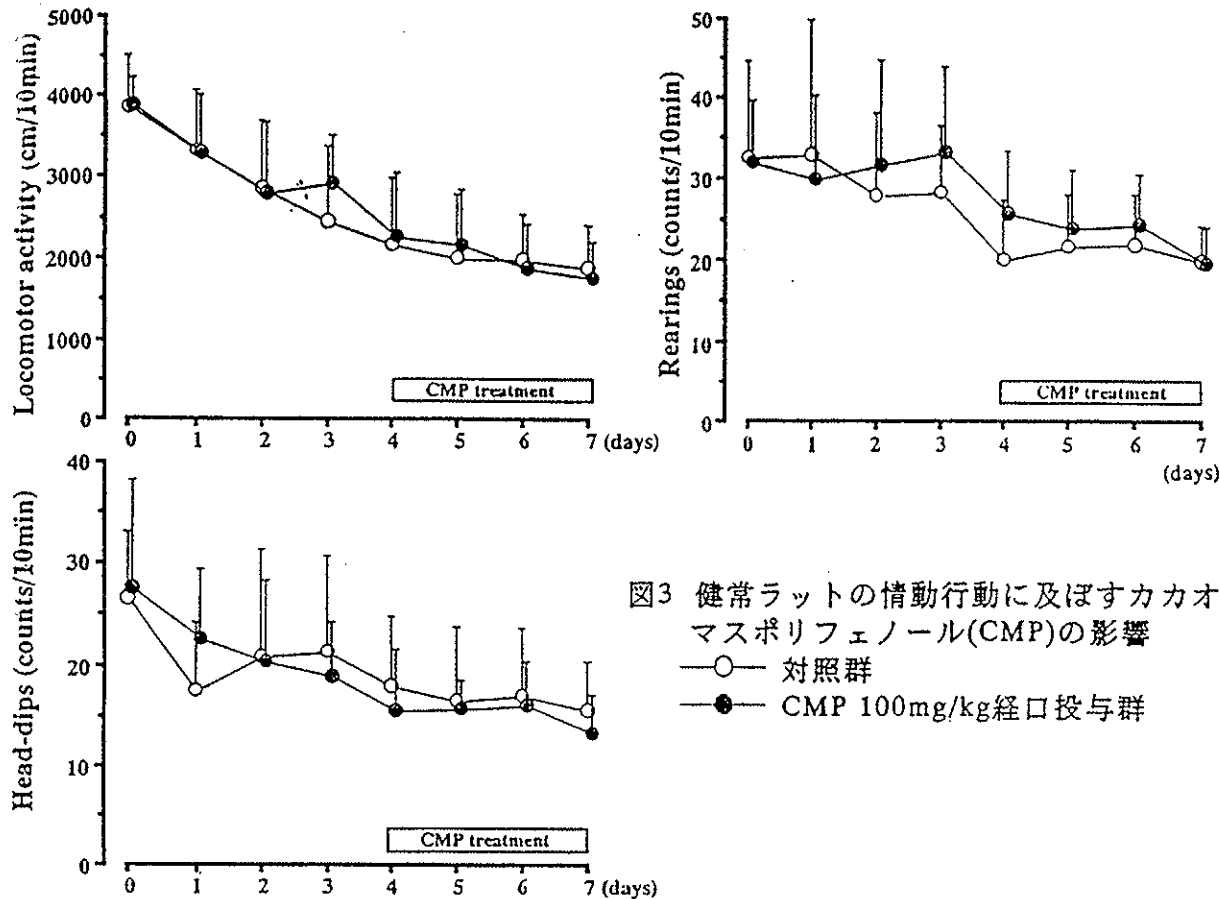 Locomotor activity (cm/10min)
5000
4000
3000
2000
1000
0
CMP treatment
0 1 2 3 4 5 6 7 (days)
Rearings (counts/10min)
50
40
30
20
10
0
CMP treatment
0 1 2 3 4 5 6 7
(days)
Head-dips (counts/10min)
40
30
20
10
0
CMP treatment
0 1 2 3 4 5 6 7 (days)
図3 健常ラットの情動行動に及ぼすカカオ
マスポリフェノール(CMP)の影響
対照群
CMP 100mg/kg経口投与群